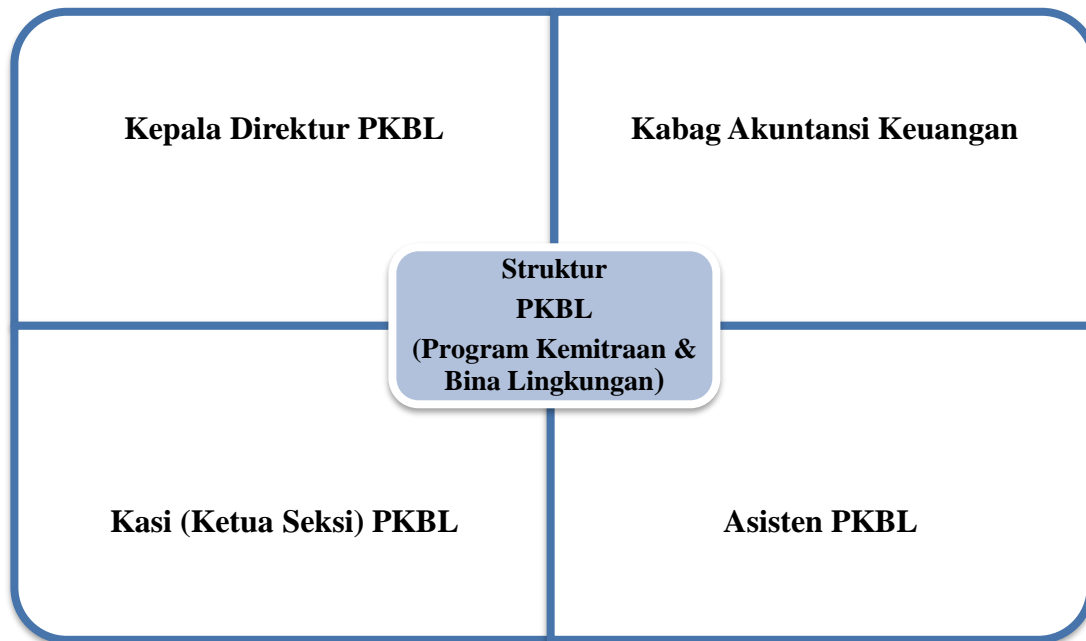 Kepala Direktur PKBL
Kabag Akuntansi Keuangan
Struktur
PKBL
(Program Kemitraan &
Bina Lingkungan)
Kasi (Ketua Seksi) PKBL
Asisten PKBL